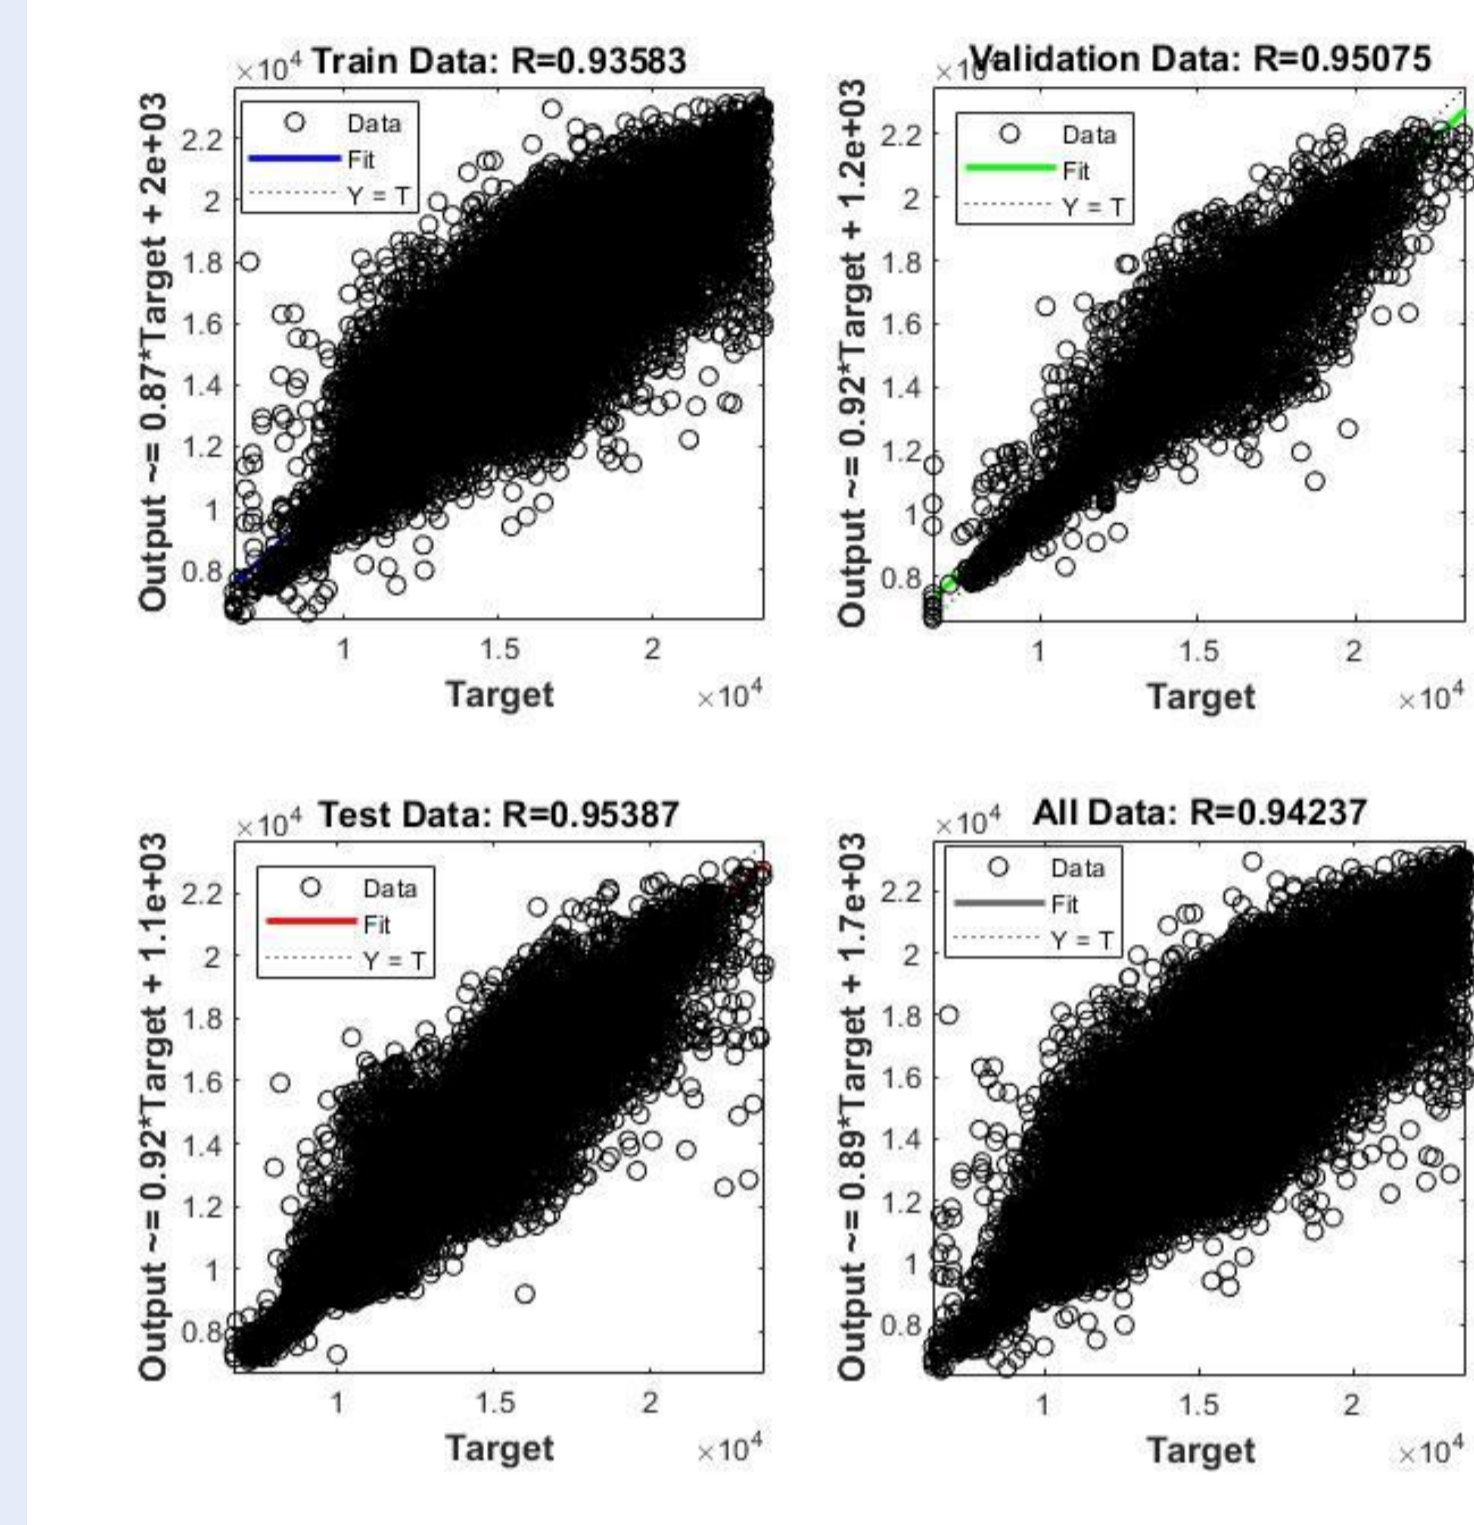 ×10⁴ Train Data: R=0.93583
Output ~= 0.87*Target + 2e+03
Data
Fit
Y = T
2.2
2
1.8
1.6
1.4
1.2
1
0.8
1 1.5 2
Target ×10⁴
×10⁴ Validation Data: R=0.95075
Output ~= 0.92*Target + 1.2e+03
Data
Fit
Y = T
2.2
2
1.8
1.6
1.4
1.2
1
0.8
1 1.5 2
Target ×10⁴
×10⁴ Test Data: R=0.95387
Output ~= 0.92*Target + 1.1e+03
Data
Fit
Y = T
2.2
2
1.8
1.6
1.4
1.2
1
0.8
1 1.5 2
Target ×10⁴
×10⁴ All Data: R=0.94237
Output ~= 0.89*Target + 1.7e+03
Data
Fit
Y = T
2.2
2
1.8
1.6
1.4
1.2
1
0.8
1 1.5 2
Target ×10⁴